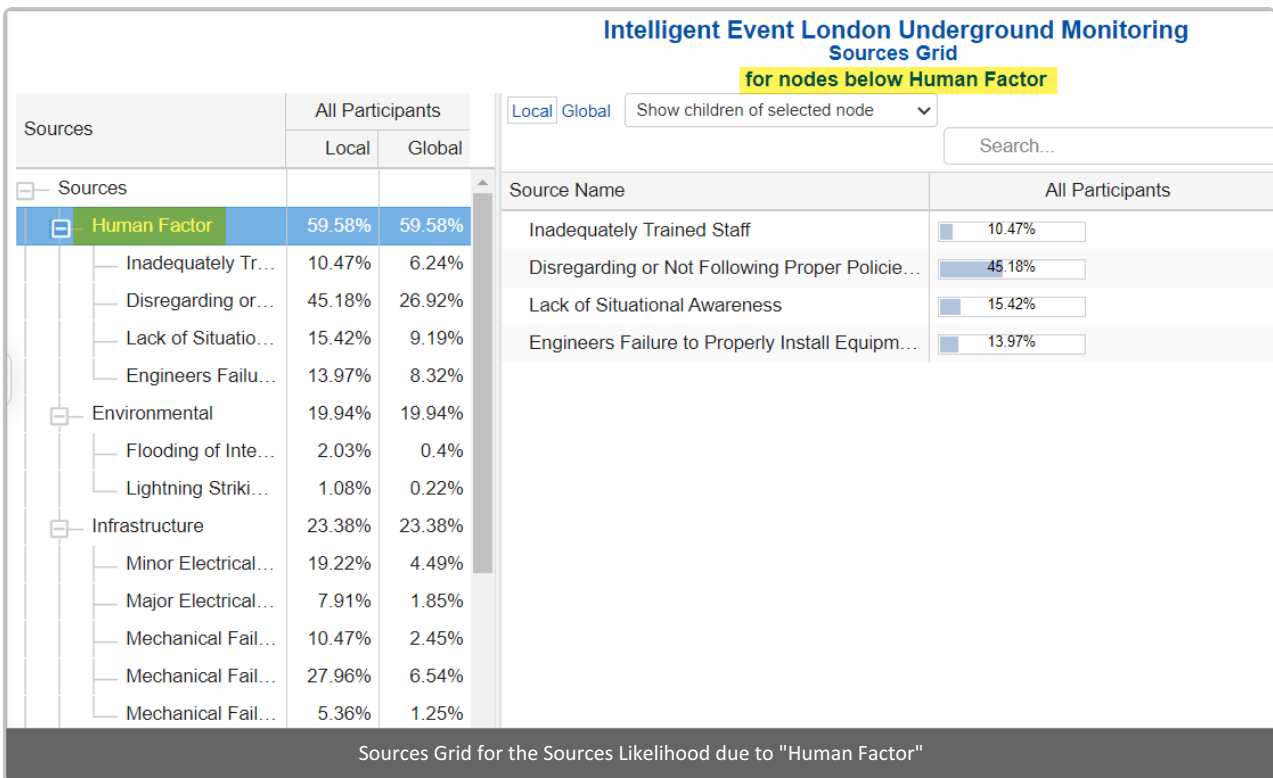 Intelligent Event London Underground Monitoring
Sources Grid
for nodes below Human Factor
Sources All Participants
Local Global
Sources
Human Factor 59.58% 59.58%
Inadequately Tr... 10.47% 6.24%
Disregarding or... 45.18% 26.92%
Lack of Situatio... 15.42% 9.19%
Engineers Failu... 13.97% 8.32%
Environmental 19.94% 19.94%
Flooding of Inte... 2.03% 0.4%
Lightning Striki... 1.08% 0.22%
Infrastructure 23.38% 23.38%
Minor Electrical... 19.22% 4.49%
Major Electrical... 7.91% 1.85%
Mechanical Fail... 10.47% 2.45%
Mechanical Fail... 27.96% 6.54%
Mechanical Fail... 5.36% 1.25%
Local Global Show children of selected node
Search...
Source Name All Participants
Inadequately Trained Staff 10.47%
Disregarding or Not Following Proper Policie... 45.18%
Lack of Situational Awareness 15.42%
Engineers Failure to Properly Install Equipm... 13.97%
Sources Grid for the Sources Likelihood due to "Human Factor"